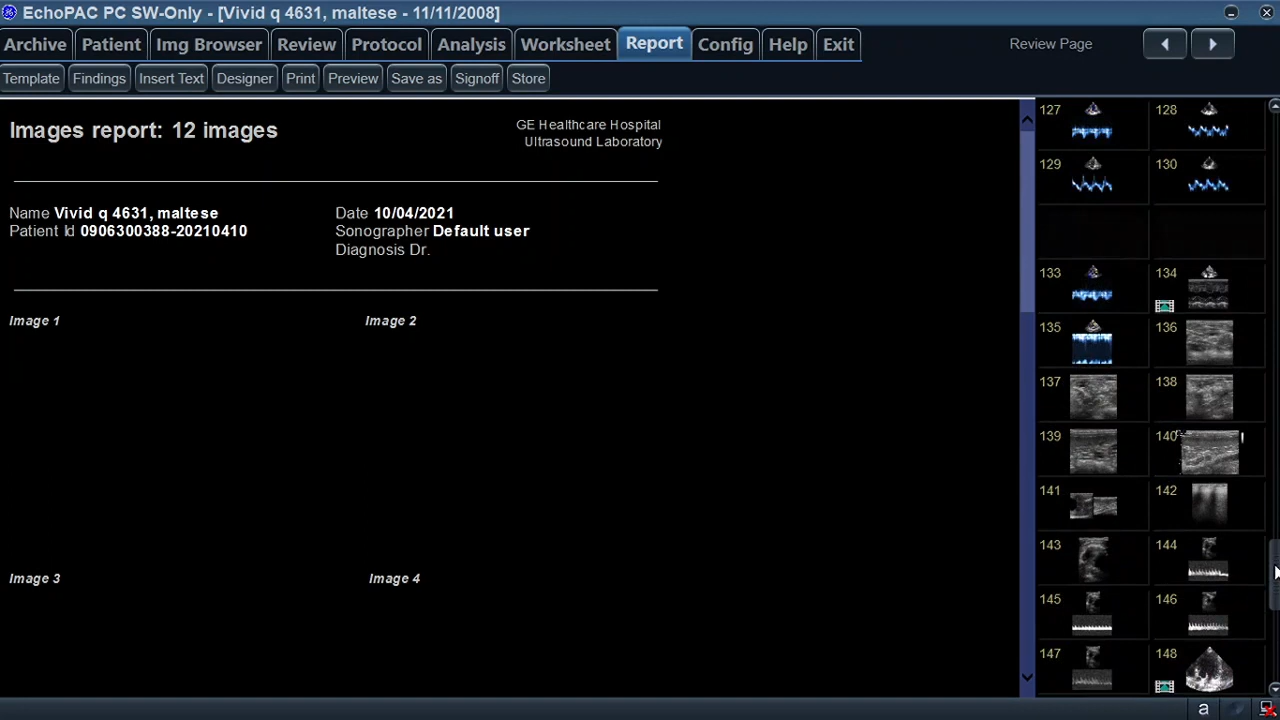 EchoPAC PC SW-Only - [Vivid q 4631, maltese - 11/11/2008]
Archive Patient Img Browser Review Protocol Analysis Worksheet Report Config Help Exit Review Page
Template Findings Insert Text Designer Print Preview Save as Signoff Store
Images report: 12 images
GE Healthcare Hospital
Ultrasound Laboratory
Name Vivid q 4631, maltese
Patient Id 0906300388-20210410
Date 10/04/2021
Sonographer Default user
Diagnosis Dr.
Image 1 Image 2
Image 3 Image 4
127 128
129 130
133 134
135 136
137 138
139 140
141 142
143 144
145 146
147 148
a